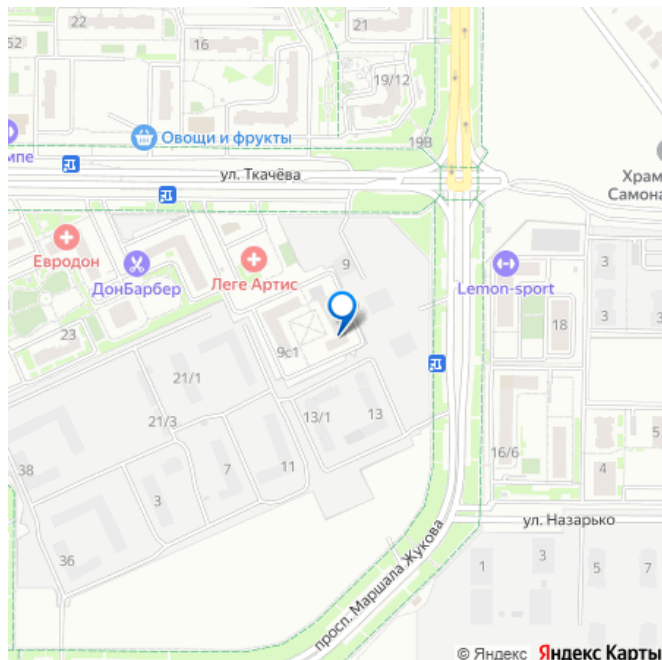 22
21
52
16
19/12
Овощи и фрукты
19В
ипе
ул. Ткачёва
Храм
Самона
Евродон
ДонБарбер
Леге Артис
9
Lemon-sport
3
3
3
18
23
9с1
21/1
21/3
13/1
13
5
38
7
11
16/6
4
3
ул. Назарько
36
просп. Маршала Жукова
1
3
5
7
© Яндекс Яндекс Карты